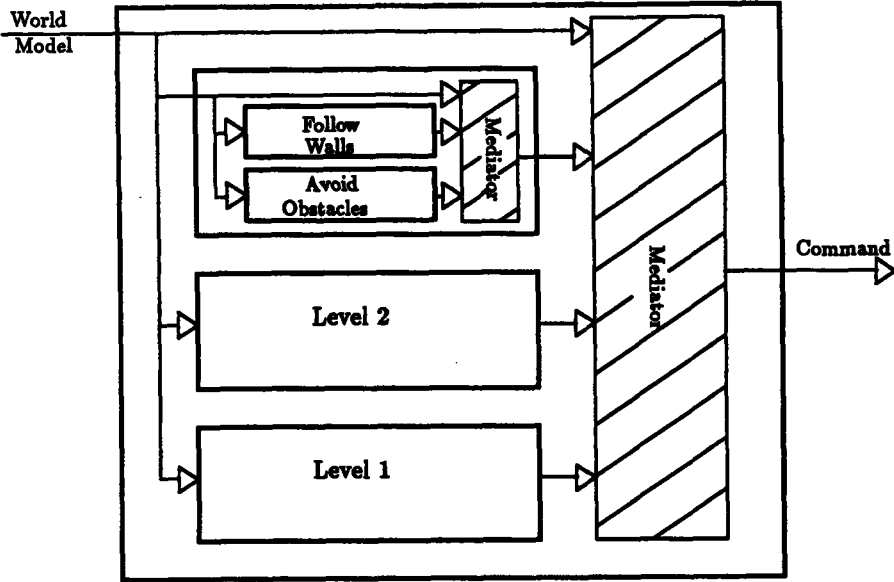 World
Model
Follow
Walls
Mediator
Avoid
Obstacles
Mediator
Command
Level 2
Level 1